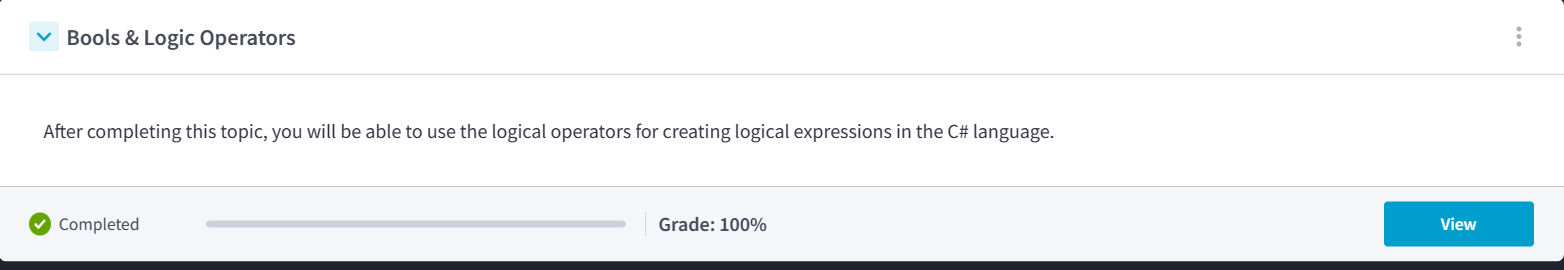 Bools & Logic Operators
After completing this topic, you will be able to use the logical operators for creating logical expressions in the C# language.
Completed
Grade: 100%
View